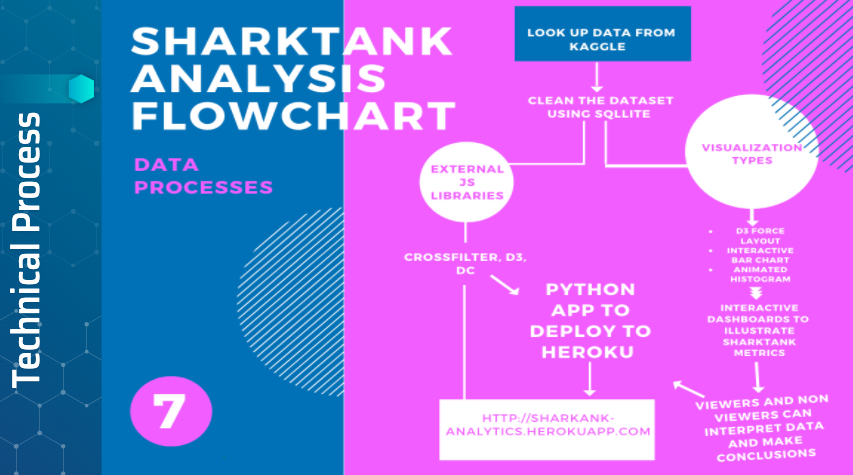 Technical Process
SHARKTANK
ANALYSIS
FLOWCHART
DATA
PROCESSES
7
LOOK UP DATA FROM
KAGGLE
CLEAN THE DATASET
USING SQLLITE
EXTERNAL
JS
LIBRARIES
VISUALIZATION
TYPES
CROSSFILTER, D3,
DC
• D3 FORCE
LAYOUT
• INTERACTIVE
BAR CHART
• ANIMATED
HISTOGRAM
PYTHON
APP TO
DEPLOY TO
HEROKU
INTERACTIVE
DASHBOARDS TO
ILLUSTRATE
SHARKTANK
METRICS
HTTP://SHARKANK-
ANALYTICS.HEROKUAPP.COM
VIEWERS AND NON
VIEWERS CAN
INTERPRET DATA
AND MAKE
CONCLUSIONS